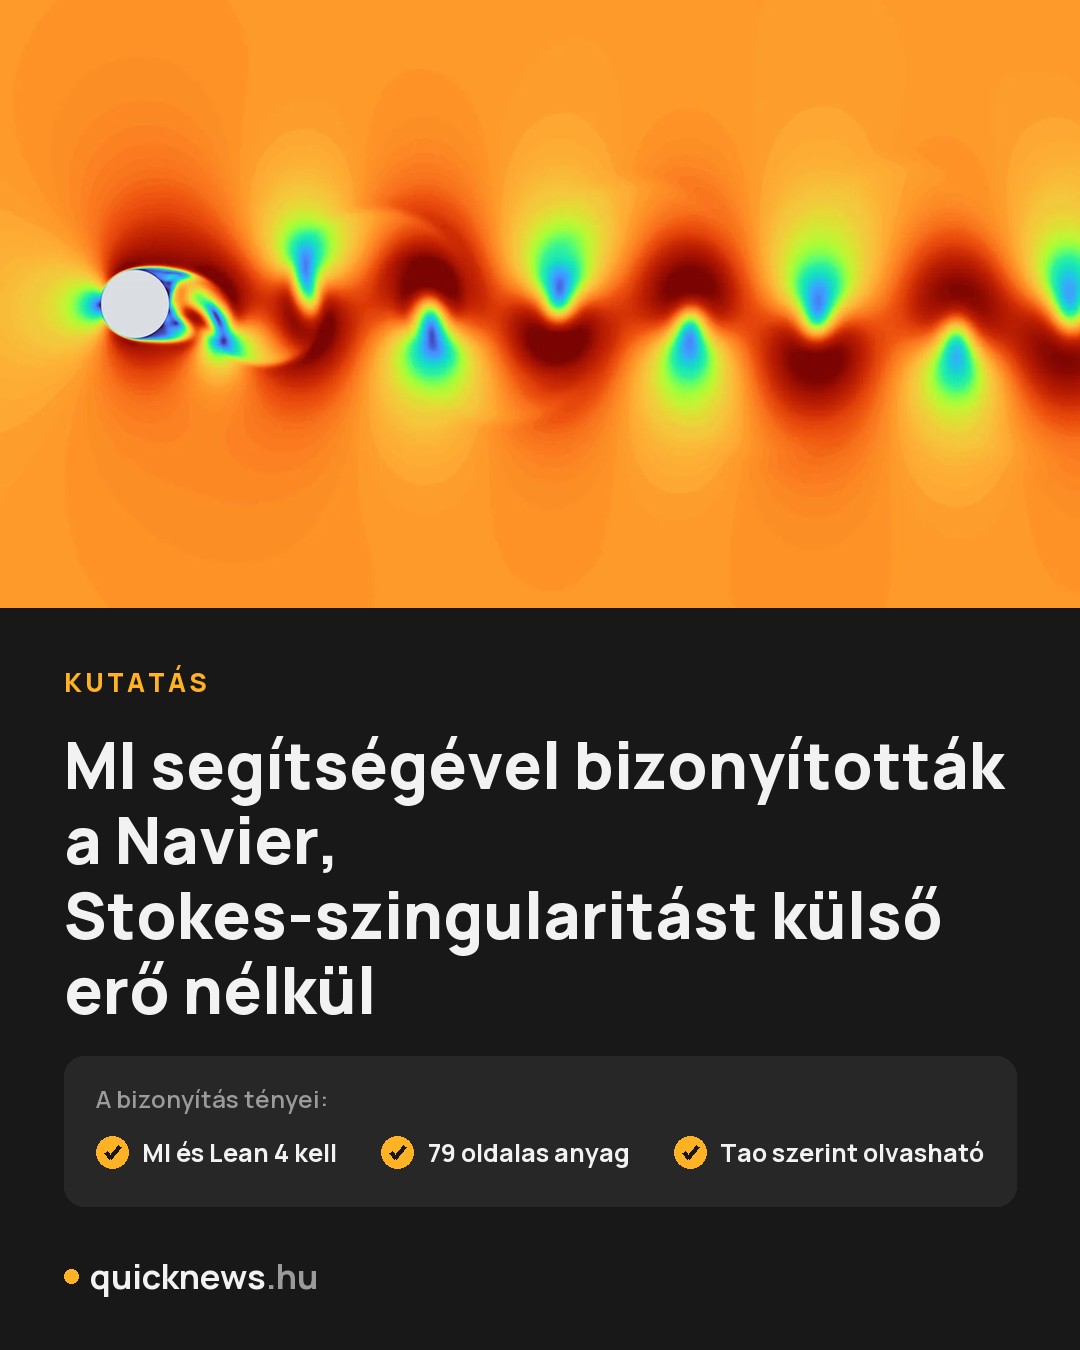 KUTATÁS
MI segítségével bizonyították
a Navier,
Stokes-szingularitást külső
erő nélkül
A bizonyítás tényei:
MI és Lean 4 kell
79 oldalas anyag
Tao szerint olvasható
quicknews.hu